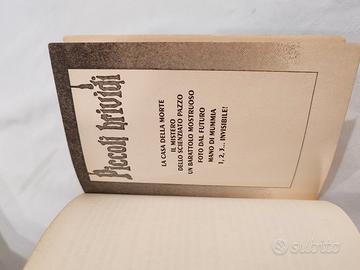 Piccoli brividi
LA CASA DELLA MORTE
IL MISTERO
DELLO SCIENZIATO PAZZO
UN BARATTOLO MOSTRUOSO
FOTO DAL FUTURO
MANO DI MUMMIA
1, 2, 3... INVISIBILE!
subito